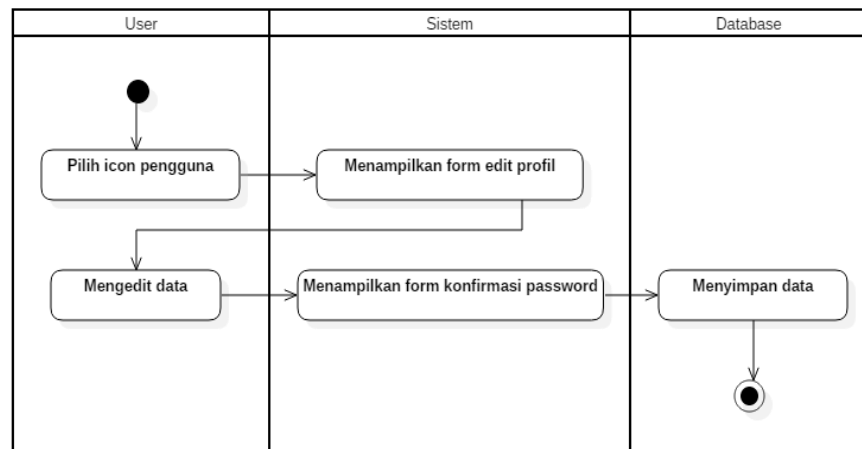 User
Sistem
Database
Pilih icon pengguna
Menampilkan form edit profil
Mengedit data
Menampilkan form konfirmasi password
Menyimpan data